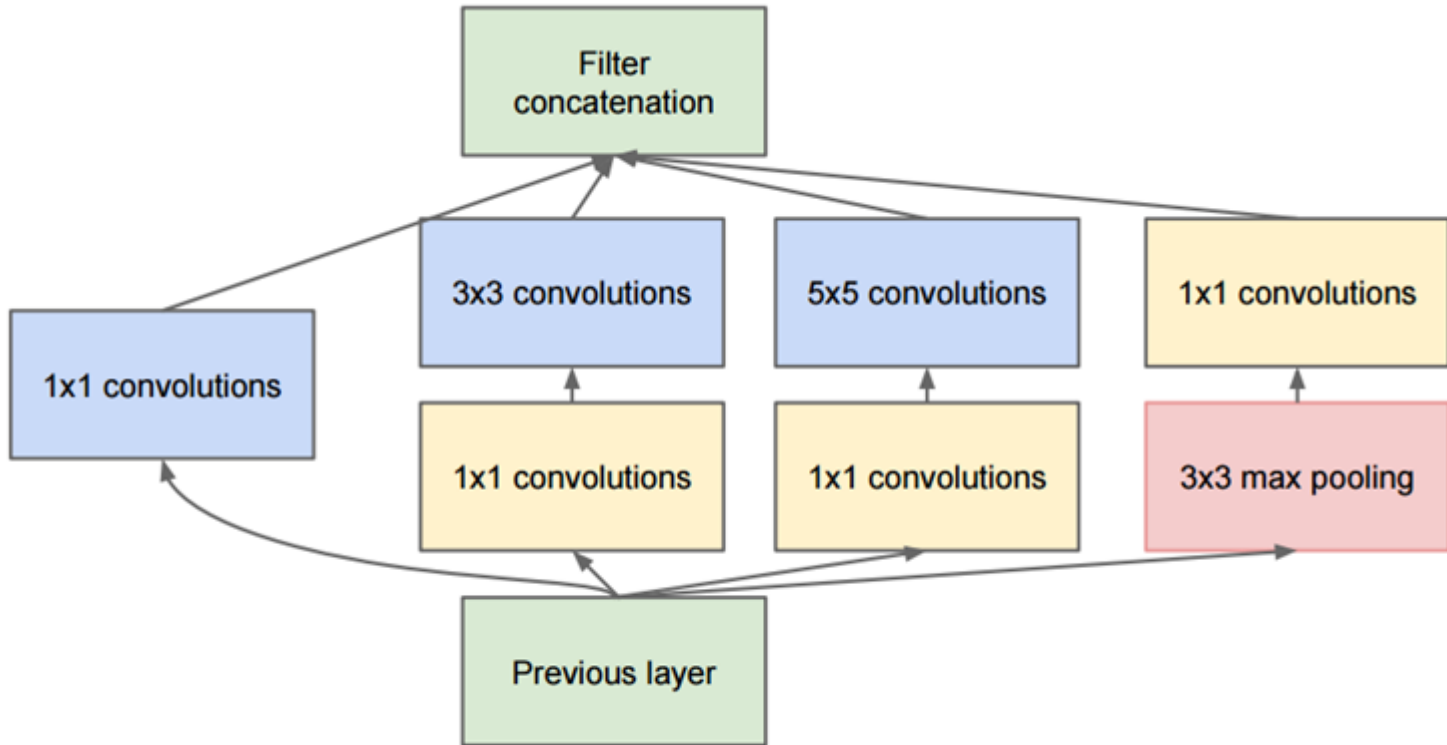 Filter
concatenation
3x3 convolutions
5x5 convolutions
1x1 convolutions
1x1 convolutions
1x1 convolutions
1x1 convolutions
3x3 max pooling
Previous layer